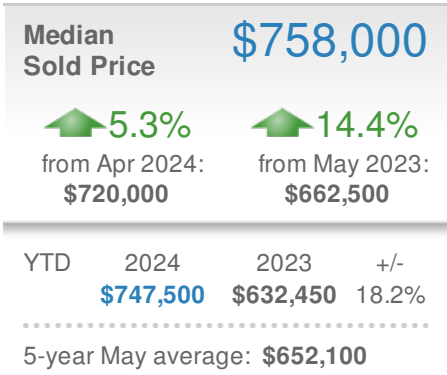 Median $758,000
Sold Price
5.3% 14.4%
from Apr 2024: from May 2023:
$720,000 $662,500
YTD 2024 2023 +/-
$747,500 $632,450 18.2%
5-year May average: $652,100